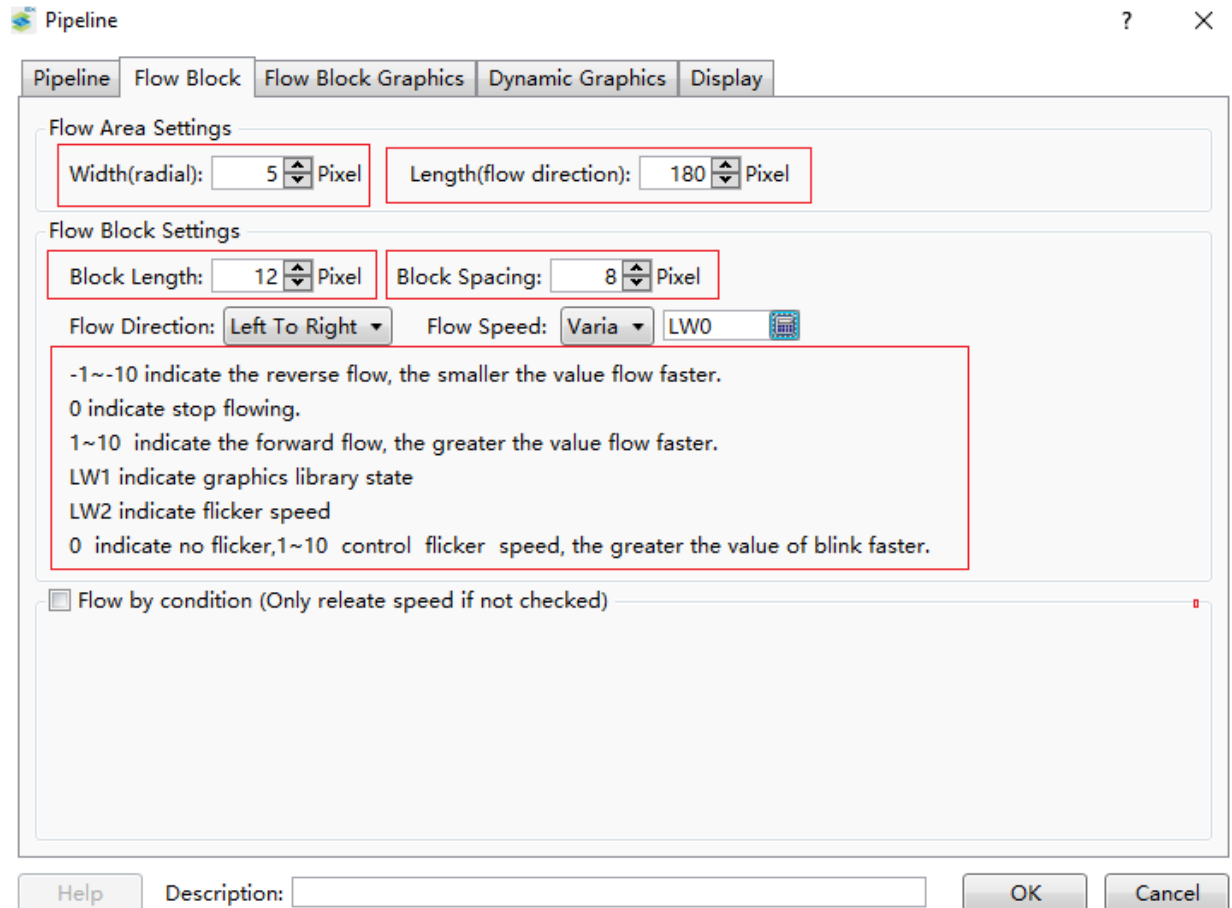 Pipeline ?
Pipeline Flow Block Flow Block Graphics Dynamic Graphics Display
Flow Area Settings
Width(radial): 5 Pixel Length(flow direction): 180 Pixel
Flow Block Settings
Block Length: 12 Pixel Block Spacing: 8 Pixel
Flow Direction: Left To Right Flow Speed: Varia LW0
-1~-10 indicate the reverse flow, the smaller the value flow faster.
0 indicate stop flowing.
1~10 indicate the forward flow, the greater the value flow faster.
LW1 indicate graphics library state
LW2 indicate flicker speed
0 indicate no flicker,1~10 control flicker speed, the greater the value of blink faster.
Flow by condition (Only releate speed if not checked)
Help Description: OK Cancel